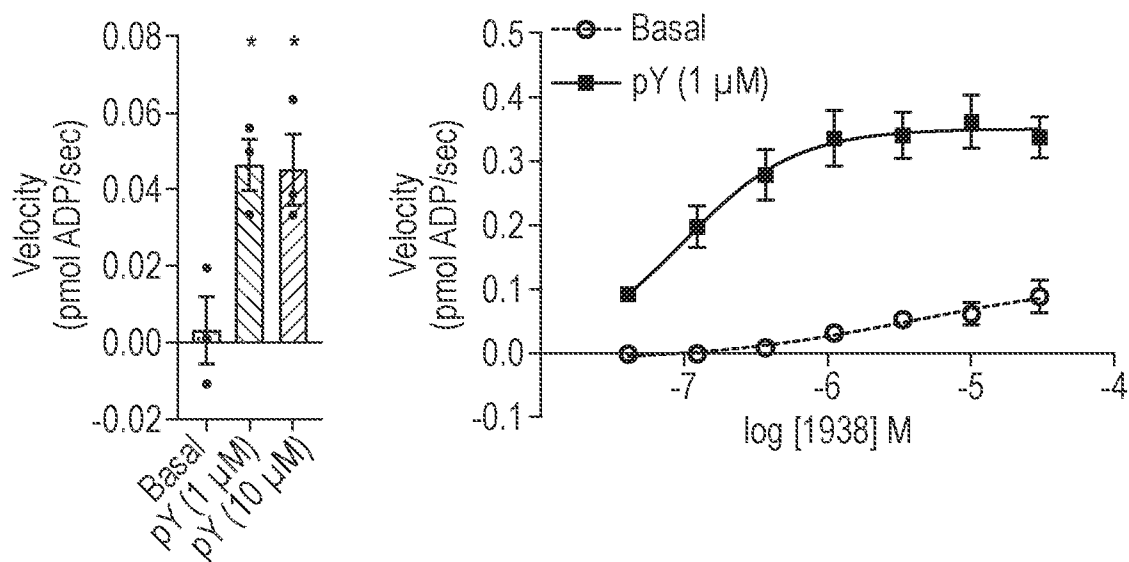 0.08
0.06
0.04
0.02
0.00
-0.02
Velocity
(pmol ADP/sec)
* *
Basal
pY (1 µM)
pY (10 µM)
0.5
0.4
0.3
0.2
0.1
0.0
-0.1
Velocity
(pmol ADP/sec)
Basal
pY (1 µM)
-7 -6 -5 -4
log [1938] M